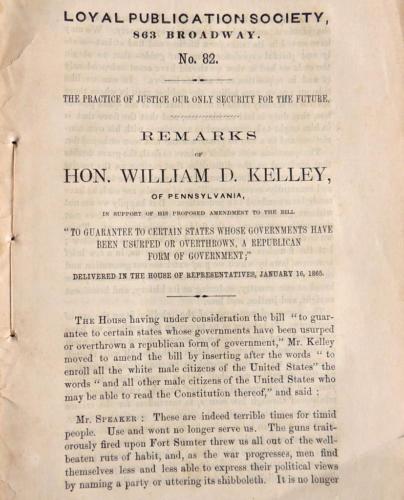 LOYAL PUBLICATION SOCIETY,
863 BROADWAY.
No. 82.
THE PRACTICE OF JUSTICE OUR ONLY SECURITY FOR THE FUTURE.
REMARKS
OF
HON. WILLIAM D. KELLEY,
OF PENNSYLVANIA,
IN SUPPORT OF HIS PROPOSED AMENDMENT TO THE BILL
"TO GUARANTEE TO CERTAIN STATES WHOSE GOVERNMENTS HAVE
BEEN USURPED OR OVERTHROWN, A REPUBLICAN
FORM OF GOVERNMENT;"
DELIVERED IN THE HOUSE OF REPRESENTATIVES, JANUARY 16, 1865.
THE House having under consideration the bill "to guar-
antee to certain states whose governments have been usurped
or overthrown a republican form of government," Mr. Kelley
moved to amend the bill by inserting after the words "to
enroll all the white male citizens of the United States" the
words "and all other male citizens of the United States who
may be able to read the Constitution thereof," and said:
MR. SPEAKER: These are indeed terrible times for timid
people. Use and wont no longer serve us. The guns trait-
orously fired upon Fort Sumter threw us all out of the well-
beaten ruts of habit, and, as the war progresses, men find
themselves less and less able to express their political views
by naming a party or uttering its shibboleth. It is no longer